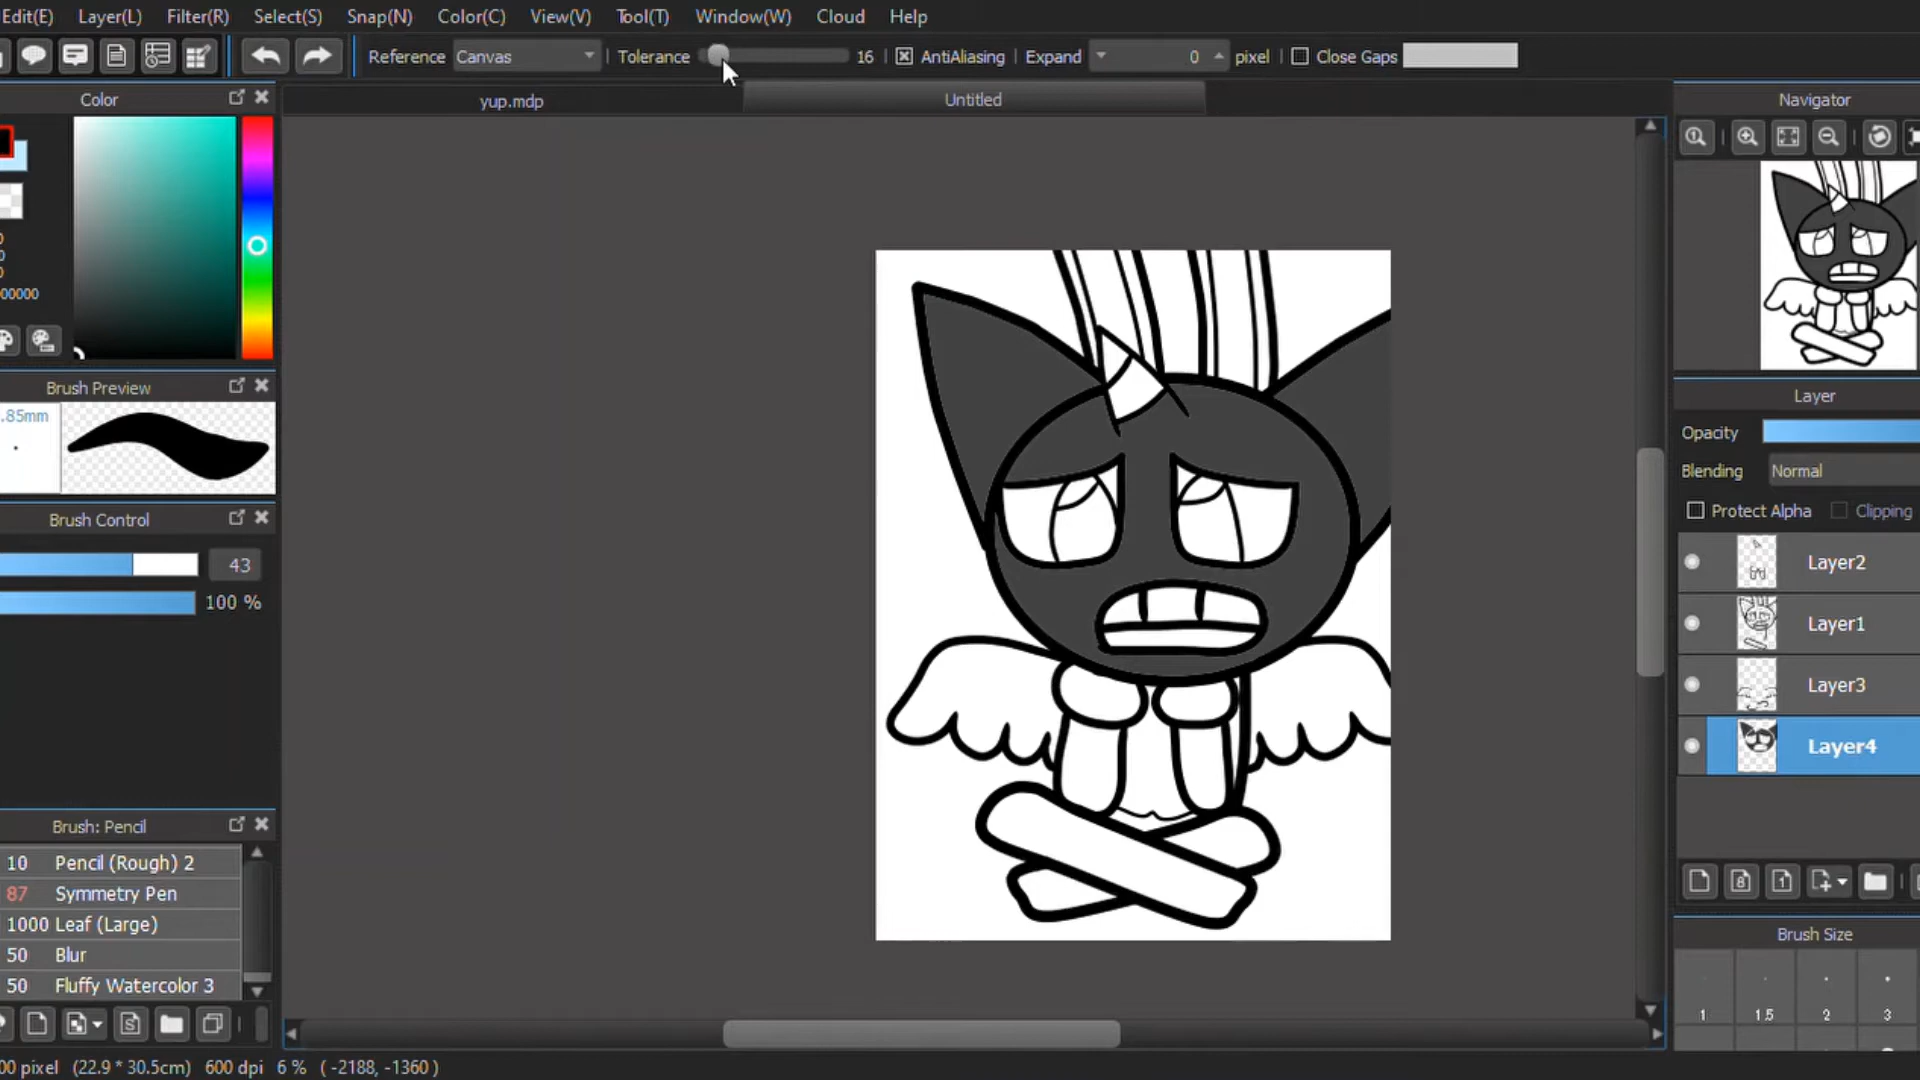 Edit(E) Layer(L) Filter(R) Select(S) Snap(N) Color(C) View(V) Tool(T) Window(W) Cloud Help
Reference Canvas Tolerance 16 AntiAliasing Expand 0 pixel Close Gaps
Color
yup.mdp
Untitled
Navigator
00000
Brush Preview
.85mm
Brush Control
43
100 %
Brush: Pencil
10 Pencil (Rough) 2
87 Symmetry Pen
1000 Leaf (Large)
50 Blur
50 Fluffy Watercolor 3
Layer
Opacity
Blending Normal
Protect Alpha Clipping
Layer2
Layer1
Layer3
Layer4
Brush Size
1 1.5 2 3
00 pixel (22.9 * 30.5cm) 600 dpi 6 % ( -2188, -1360 )